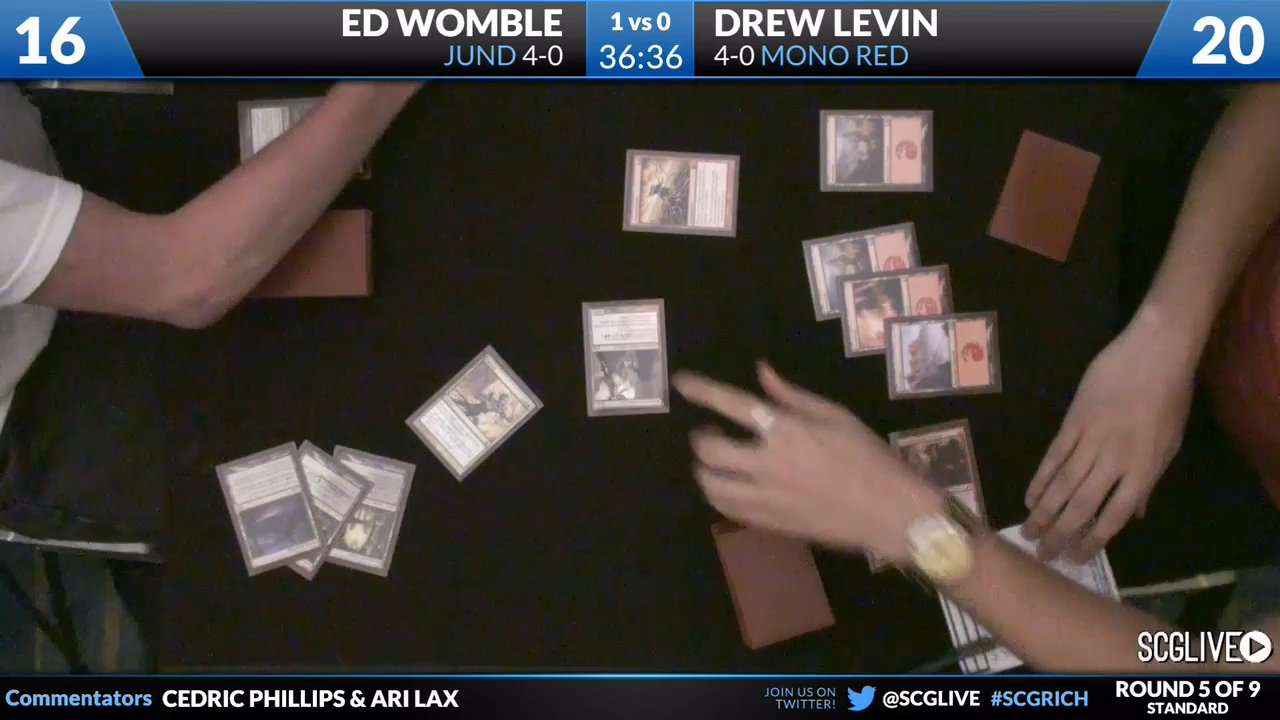 16
ED WOMBLE
JUND 4-0
1 vs 0
36:36
DREW LEVIN
4-0 MONO RED
20
SCGLIVE
Commentators CEDRIC PHILLIPS & ARI LAX
JOIN US ON
TWITTER!
@SCGLIVE #SCGRICH
ROUND 5 OF 9
STANDARD